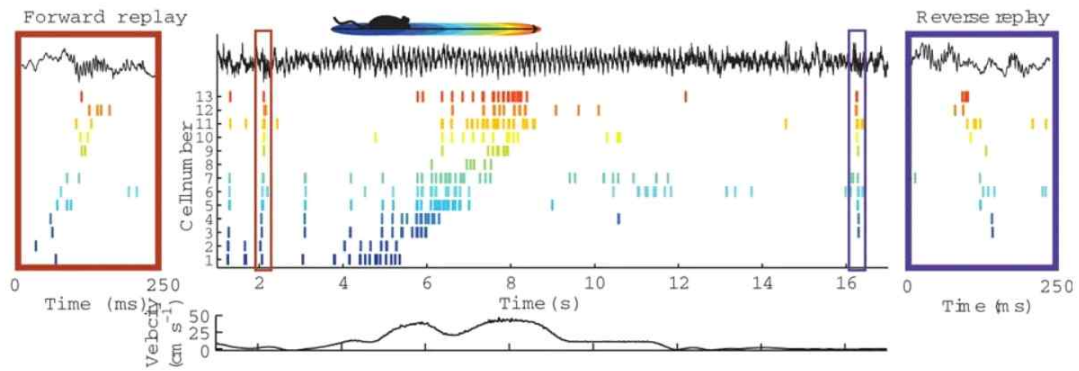 Forward replay
Reverse replay
13
12
11
10
9
8
7
6
5
4
3
2
1
Cell number
0 250
Time (ms)
2 4 6 8 10 12 14 16
Time (s)
0 250
Time (ms)
50
25
0
Velocity
(cm s⁻¹)